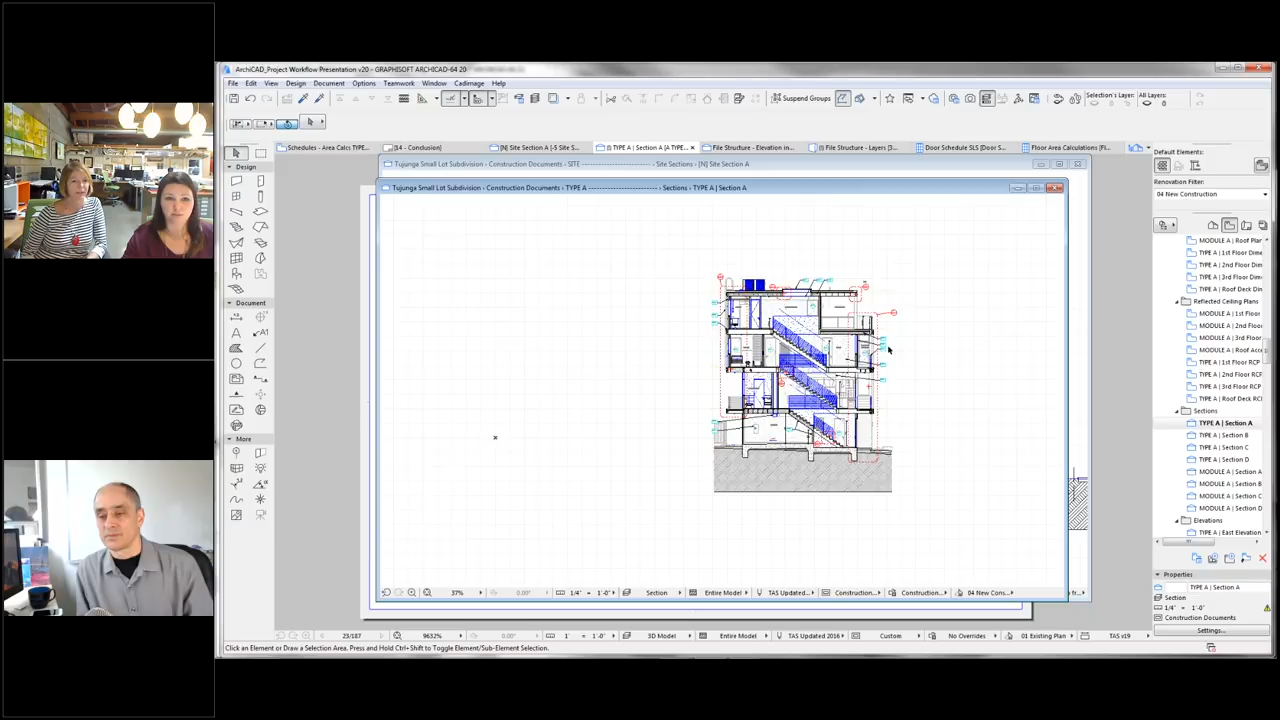 ArchiCAD_Project Workflow Presentation v20 - GRAPHISOFT ARCHICAD-64 20
File Edit View Design Document Options Teamwork Window Cadimage Help
Suspend Groups
Selection's Layer:
All Layers:
Schedules - Area Calcs TYPE...
[14 - Conclusion]
[N] Site Section A [-5 Site S...
(!) TYPE A | Section A [A TYPE...
File Structure - Elevation in...
(!) File Structure - Layers [3...
Door Schedule SLS [Door S...
Floor Area Calculations [Fl...
Tujunga Small Lot Subdivision › Construction Documents › SITE ------------------------- › Site Sections › [N] Site Section A
Tujunga Small Lot Subdivision › Construction Documents › TYPE A ------------------------- › Sections › TYPE A | Section A
Design
Document
More
Default Elements:
Renovation Filter:
04 New Construction
MODULE A | Roof Plan
TYPE A | 1st Floor Dime
TYPE A | 3rd Floor Dime
TYPE A | Roof Deck Dim
Reflected Ceiling Plans
MODULE A | 1st Floor
MODULE A | 2nd Floor
MODULE A | 3rd Floor
MODULE A | Roof Acc
TYPE A | 1st Floor RCP
TYPE A | 2nd Floor RCP
TYPE A | 3rd Floor RCP
TYPE A | Roof Deck RC
Sections
TYPE A | Section A
TYPE A | Section B
TYPE A | Section C
TYPE A | Section D
MODULE A | Section A
MODULE A | Section B
MODULE A | Section C
MODULE A | Section D
Elevations
TYPE A | East Elevation
Properties
TYPE A | Section A
Section
1/4" = 1'-0"
Construction Documents
Settings...
37% 0.00° 1/4" = 1'-0" Section Entire Model TAS Updated... Construction... Construction... 04 New Cons...
23/187 9632% 0.00° 1' = 1'-0" 3D Model Entire Model TAS Updated 2016 Custom No Overrides 01 Existing Plan TAS v19
Click an Element or Draw a Selection Area. Press and Hold Ctrl+Shift to Toggle Element/Sub-Element Selection.